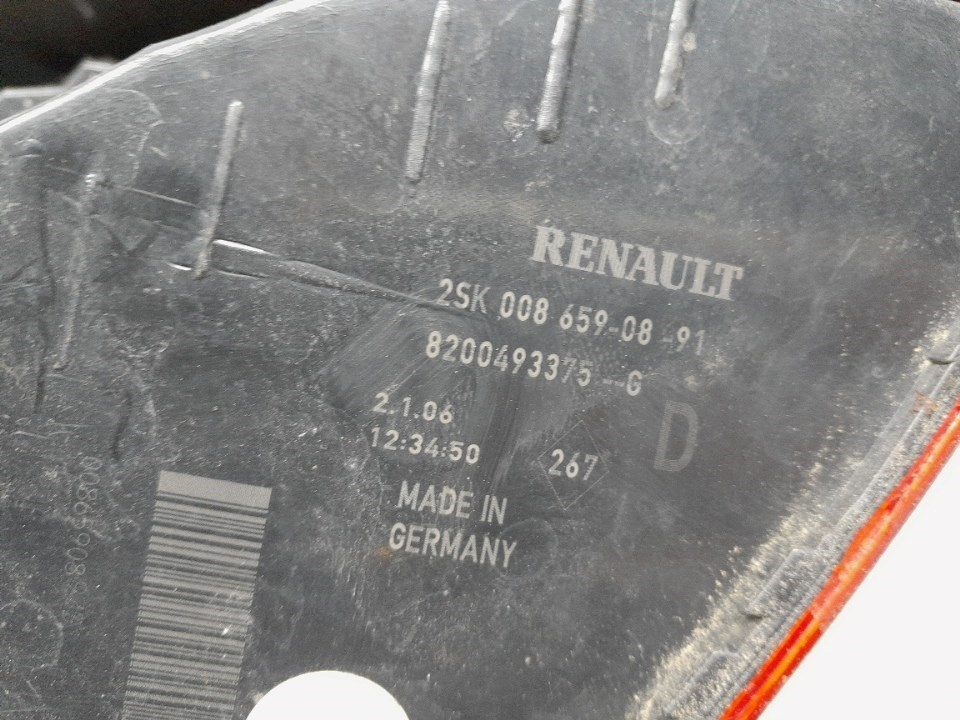 RENAULT
2SK 008 659-08 -91
8200493375--G
2.1.06
12:34:50
267
D
MADE IN
GERMANY